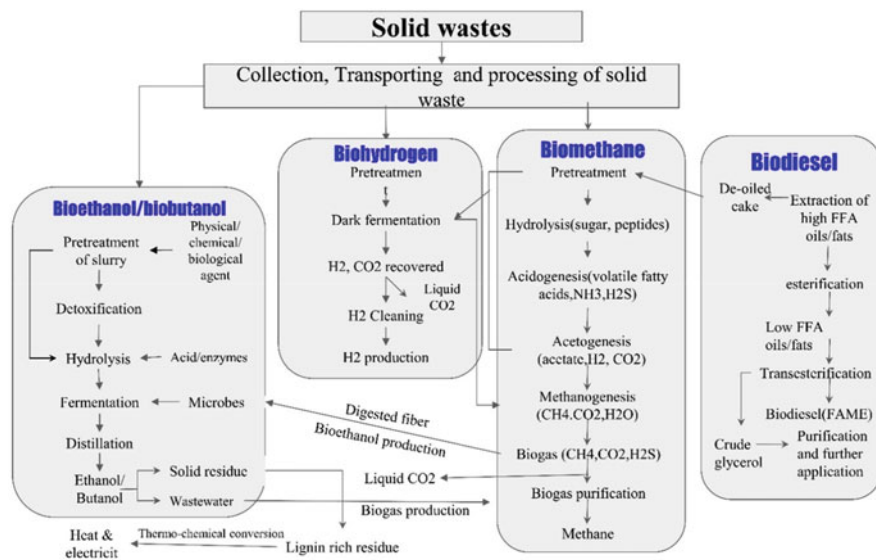 Solid wastes
Collection, Transporting and processing of solid
waste
Bioethanol/biobutanol
Pretreatment
of slurry
Physical/
chemical/
biological
agent
Detoxification
Hydrolysis
Acid/enzymes
Fermentation
Microbes
Distillation
Ethanol/
Butanol
Solid residue
Wastewater
Heat &
electricit
Thermo-chemical conversion
Lignin rich residue
Biohydrogen
Pretreatmen
t
Dark fermentation
H2, CO2 recovered
Liquid
CO2
H2 Cleaning
H2 production
Digested fiber
Bioethanol production
Liquid CO2
Biogas production
Biomethane
Pretreatment
Hydrolysis(sugar, peptides)
Acidogenesis(volatile fatty
acids,NH3,H2S)
Acetogenesis
(acetate,H2, CO2)
Methanogenesis
(CH4.CO2,H2O)
Biogas (CH4,CO2,H2S)
Biogas purification
Methane
Biodiesel
De-oiled
cake
Extraction of
high FFA
oils/fats
esterification
Low FFA
oils/fats
Transesterification
Biodiesel(FAME)
Crude
glycerol
Purification
and further
application